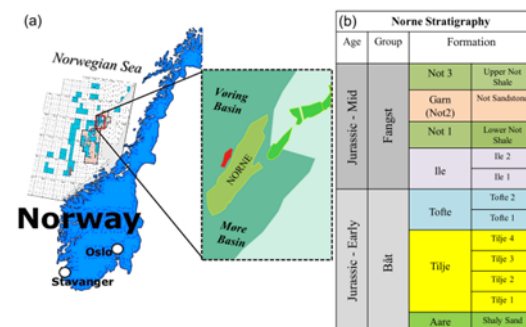 (a)
Norwegian Sea
Norway
Oslo
Stavanger
Vøring
Basin
NORNE
Møre
Basin
(b)
Norne Stratigraphy
Age
Group
Formation
Jurassic - Mid
Fangst
Not 3
Upper Not
Shale
Garn
(Not2)
Not Sandstone
Not 1
Lower Not
Shale
Ile
Ile 2
Ile 1
Jurassic - Early
Båt
Tofte
Tofte 2
Tofte 1
Tilje
Tilje 4
Tilje 3
Tilje 2
Tilje 1
Aare
Shaly Sand